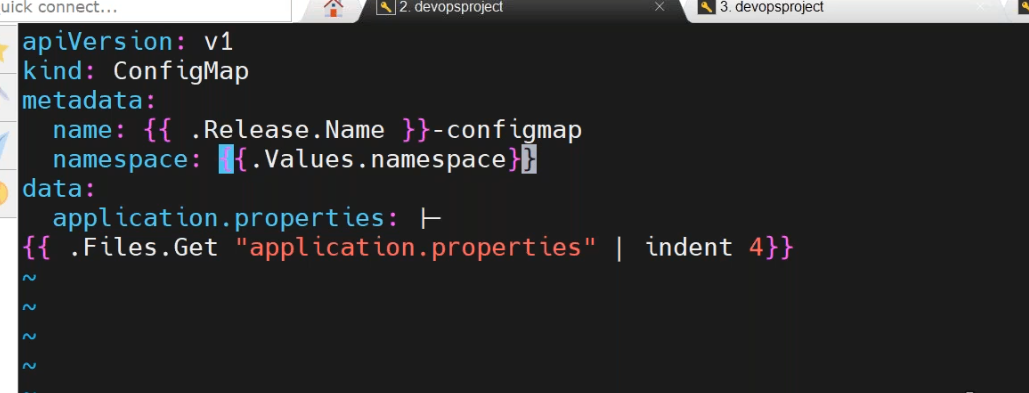 uick connect...
2. devopsproject
3. devopsproject
apiVersion: v1
kind: ConfigMap
metadata:
  name: {{ .Release.Name }}-configmap
  namespace: {{.Values.namespace}}
data:
  application.properties: |-
{{ .Files.Get "application.properties" | indent 4}}
~
~
~
~